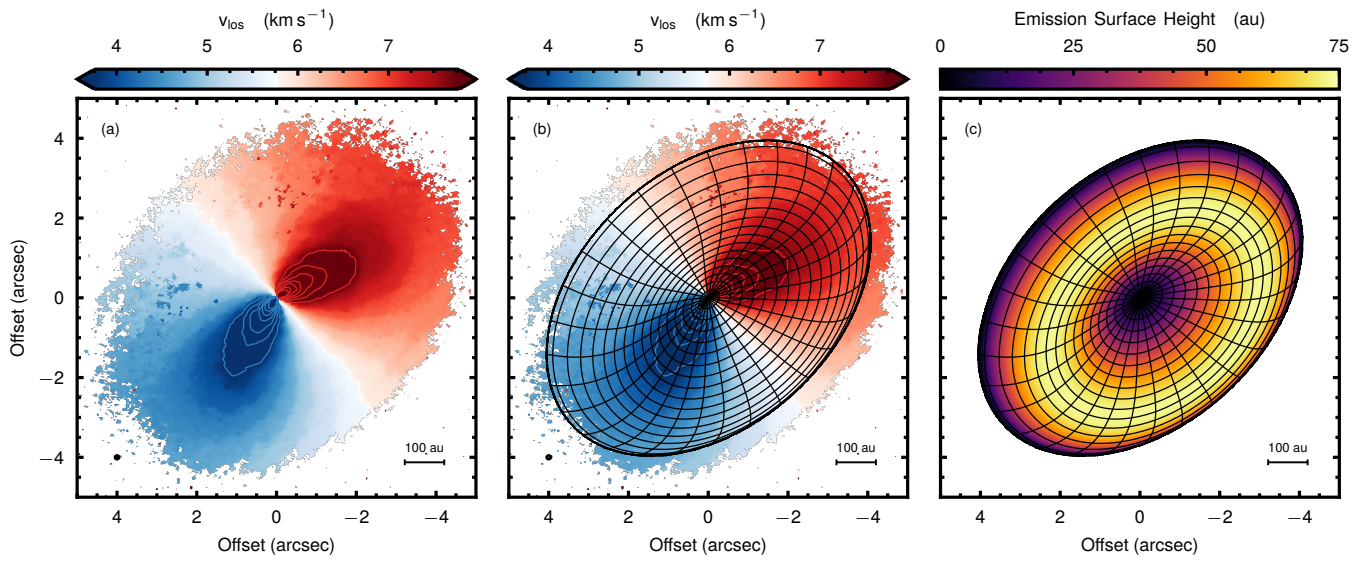 v_los (km s⁻¹)
4 5 6 7
v_los (km s⁻¹)
4 5 6 7
Emission Surface Height (au)
0 25 50 75
(a)
(b)
(c)
Offset (arcsec)
4
2
0
−2
−4
100 au
100 au
100 au
4 2 0 −2 −4
4 2 0 −2 −4
4 2 0 −2 −4
Offset (arcsec)
Offset (arcsec)
Offset (arcsec)